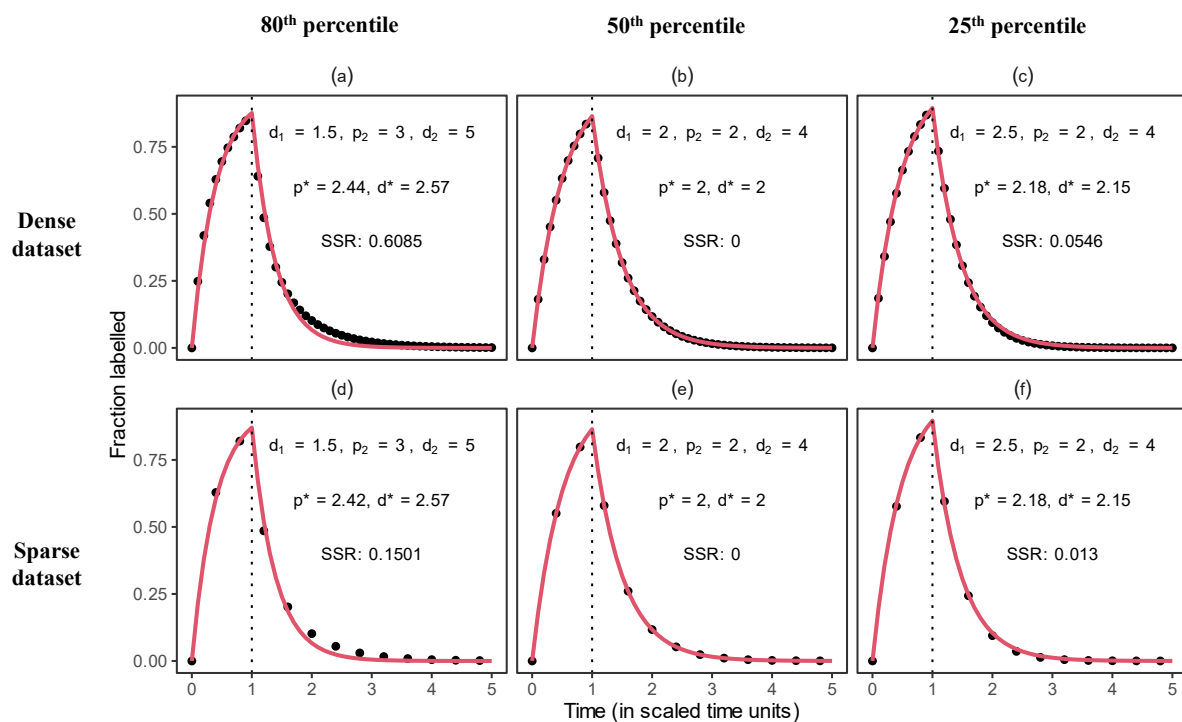 80th percentile 50th percentile 25th percentile
(a) (b) (c)
Dense dataset
d1 = 1.5, p2 = 3, d2 = 5
p* = 2.44, d* = 2.57
SSR: 0.6085
d1 = 2, p2 = 2, d2 = 4
p* = 2, d* = 2
SSR: 0
d1 = 2.5, p2 = 2, d2 = 4
p* = 2.18, d* = 2.15
SSR: 0.0546
0.75
0.50
0.25
0.00
Fraction labelled
(d) (e) (f)
Sparse dataset
d1 = 1.5, p2 = 3, d2 = 5
p* = 2.42, d* = 2.57
SSR: 0.1501
d1 = 2, p2 = 2, d2 = 4
p* = 2, d* = 2
SSR: 0
d1 = 2.5, p2 = 2, d2 = 4
p* = 2.18, d* = 2.15
SSR: 0.013
0.75
0.50
0.25
0.00
0 1 2 3 4 5 0 1 2 3 4 5 0 1 2 3 4 5
Time (in scaled time units)